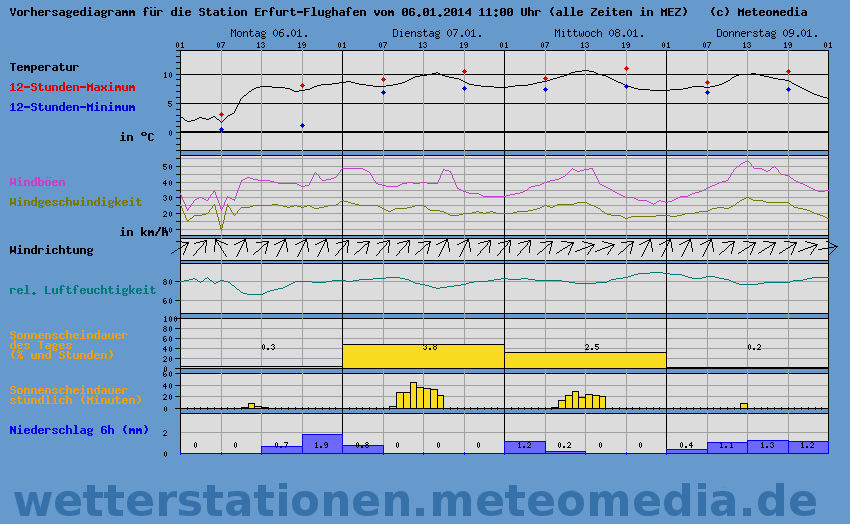 Vorhersagediagramm für die Station Erfurt-Flughafen vom 06.01.2014 11:00 Uhr (alle Zeiten in MEZ) (c) Meteomedia
Montag 06.01. Dienstag 07.01. Mittwoch 08.01. Donnerstag 09.01.
01 07 13 19 01 07 13 19 01 07 13 19 01 07 13 19 01
Temperatur
12-Stunden-Maximum
12-Stunden-Minimum
in °C
10
5
0
Windböen
Windgeschwindigkeit
in km/h
50
40
30
20
10
Windrichtung
rel. Luftfeuchtigkeit
80
60
Sonnenscheindauer
des Tages
(% und Stunden)
100
80
60
40
20
0
0.3 3.8 2.5 0.2
Sonnenscheindauer
stündlich (Minuten)
60
40
20
0
Niederschlag 6h (mm)
2
0
0 0 0.7 1.9 0.8 0 0 0 1.2 0.2 0 0 0.4 1.1 1.3 1.2
wetterstationen.meteomedia.de